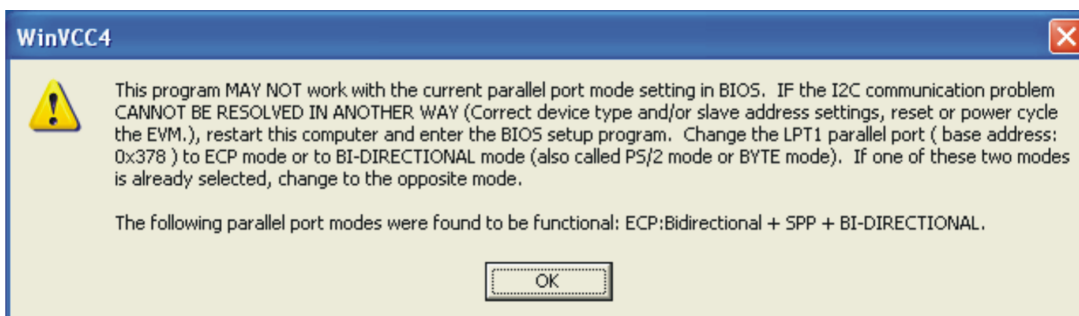 WinVCC4
This program MAY NOT work with the current parallel port mode setting in BIOS. IF the I2C communication problem
CANNOT BE RESOLVED IN ANOTHER WAY (Correct device type and/or slave address settings, reset or power cycle
the EVM.), restart this computer and enter the BIOS setup program. Change the LPT1 parallel port ( base address:
0x378 ) to ECP mode or to BI-DIRECTIONAL mode (also called PS/2 mode or BYTE mode). If one of these two modes
is already selected, change to the opposite mode.
The following parallel port modes were found to be functional: ECP:Bidirectional + SPP + BI-DIRECTIONAL.
OK